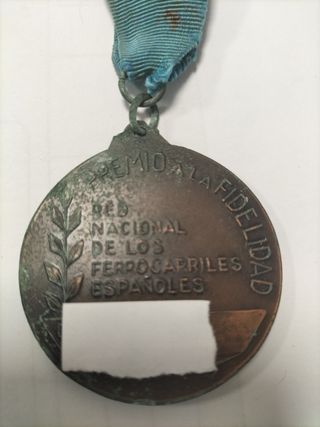 PREMIO A LA FIDELIDAD
RED
NACIONAL
DE LOS
FERROCARRILES
ESPAÑOLES